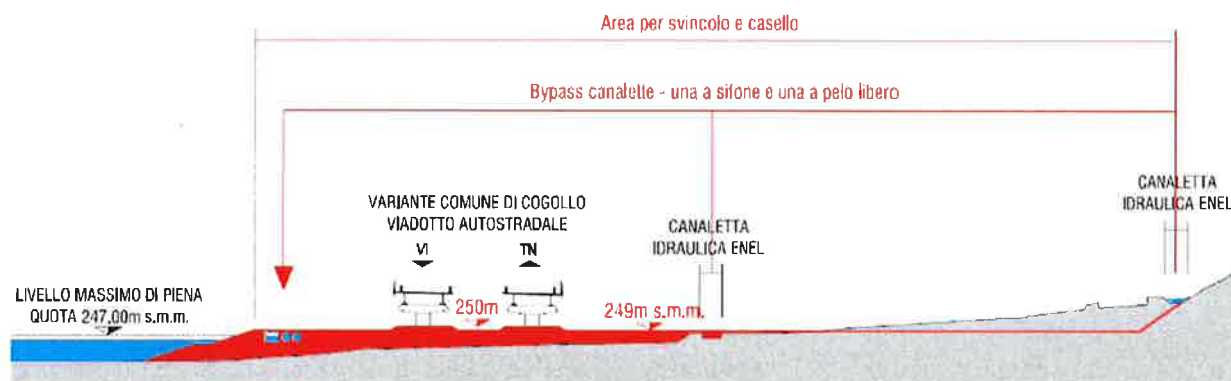 Area per svincolo e casello
Bypass canalette - una a sifone e una a pelo libero
CANALETTA
IDRAULICA ENEL
VARIANTE COMUNE DI COGOLLO
VIADOTTO AUTOSTRADALE
VI
TN
CANALETTA
IDRAULICA ENEL
LIVELLO MASSIMO DI PIENA
QUOTA 247,00m s.m.m.
250m
249m s.m.m.